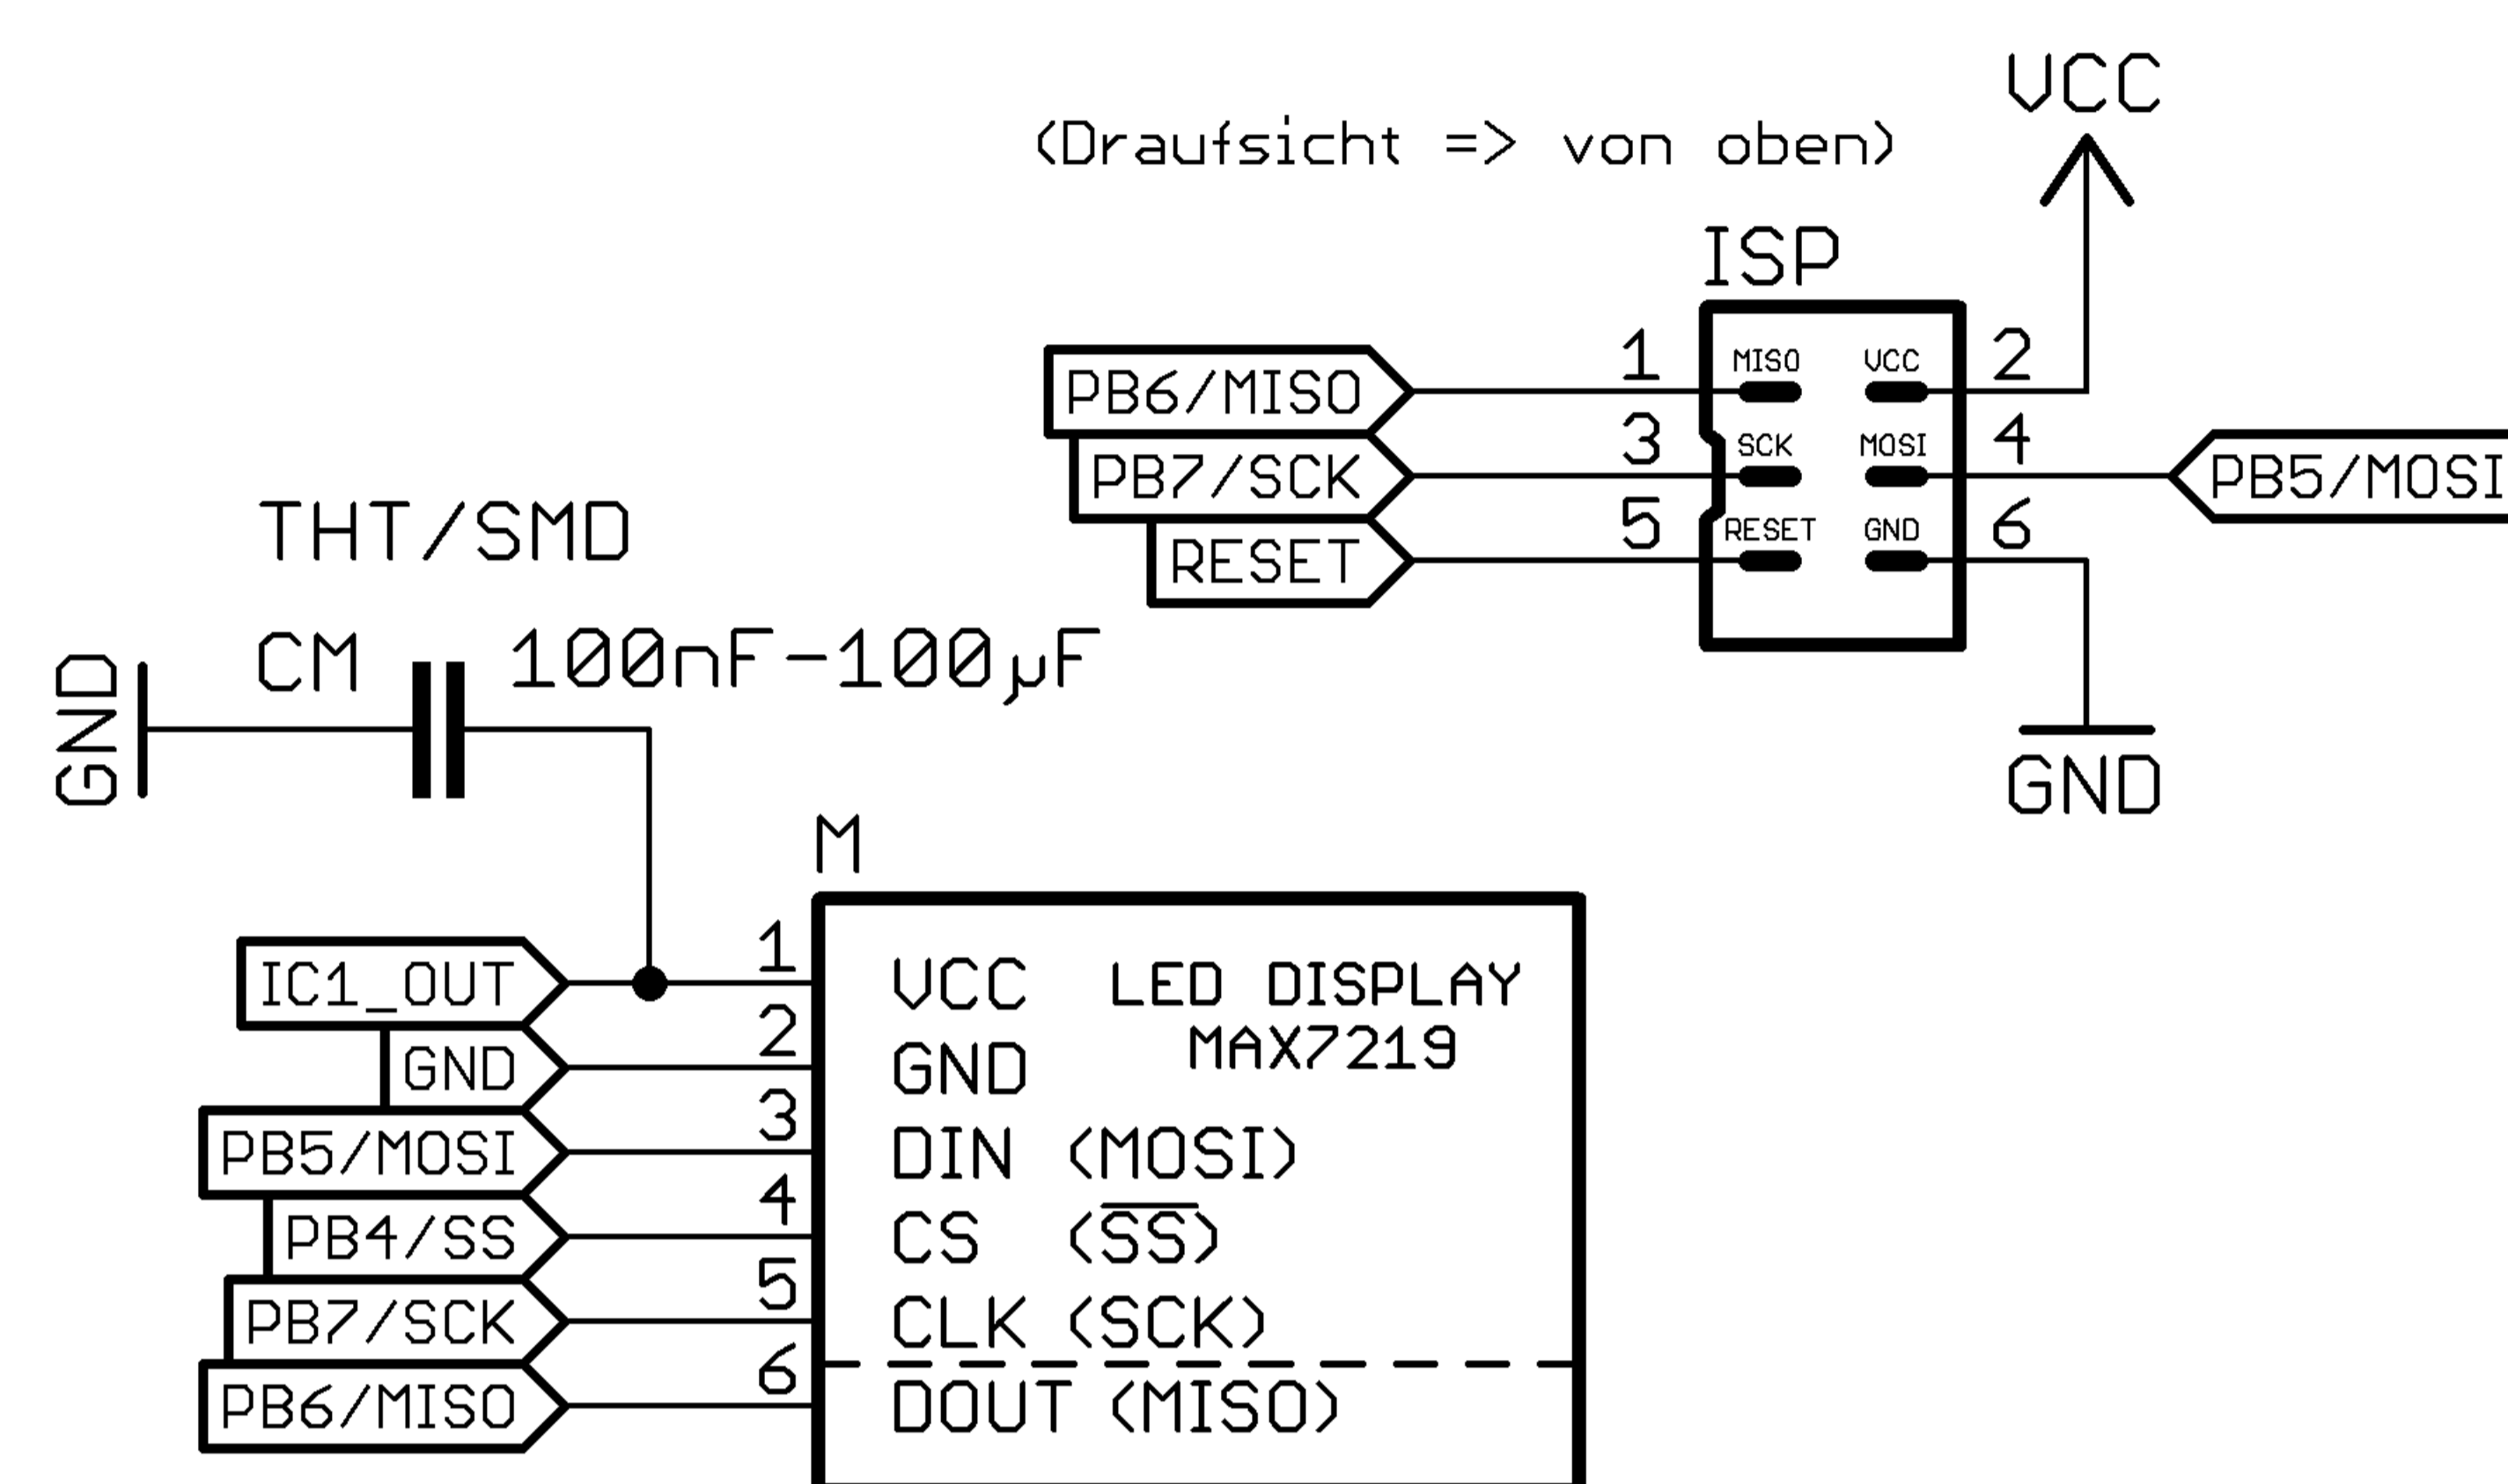 VCC
(Draufsicht => von oben)
ISP
PB6/MISO 1 MISO VCC 2
PB7/SCK 3 SCK MOSI 4 PB5/MOSI
RESET 5 RESET GND 6
GND
THT/SMD
CM 100nF-100µF
GND
M
IC1_OUT 1 VCC LED DISPLAY
MAX7219
GND 2 GND
PB5/MOSI 3 DIN (MOSI)
PB4/SS 4 CS (S̅S̅)
PB7/SCK 5 CLK (SCK)
PB6/MISO 6 DOUT (MISO)